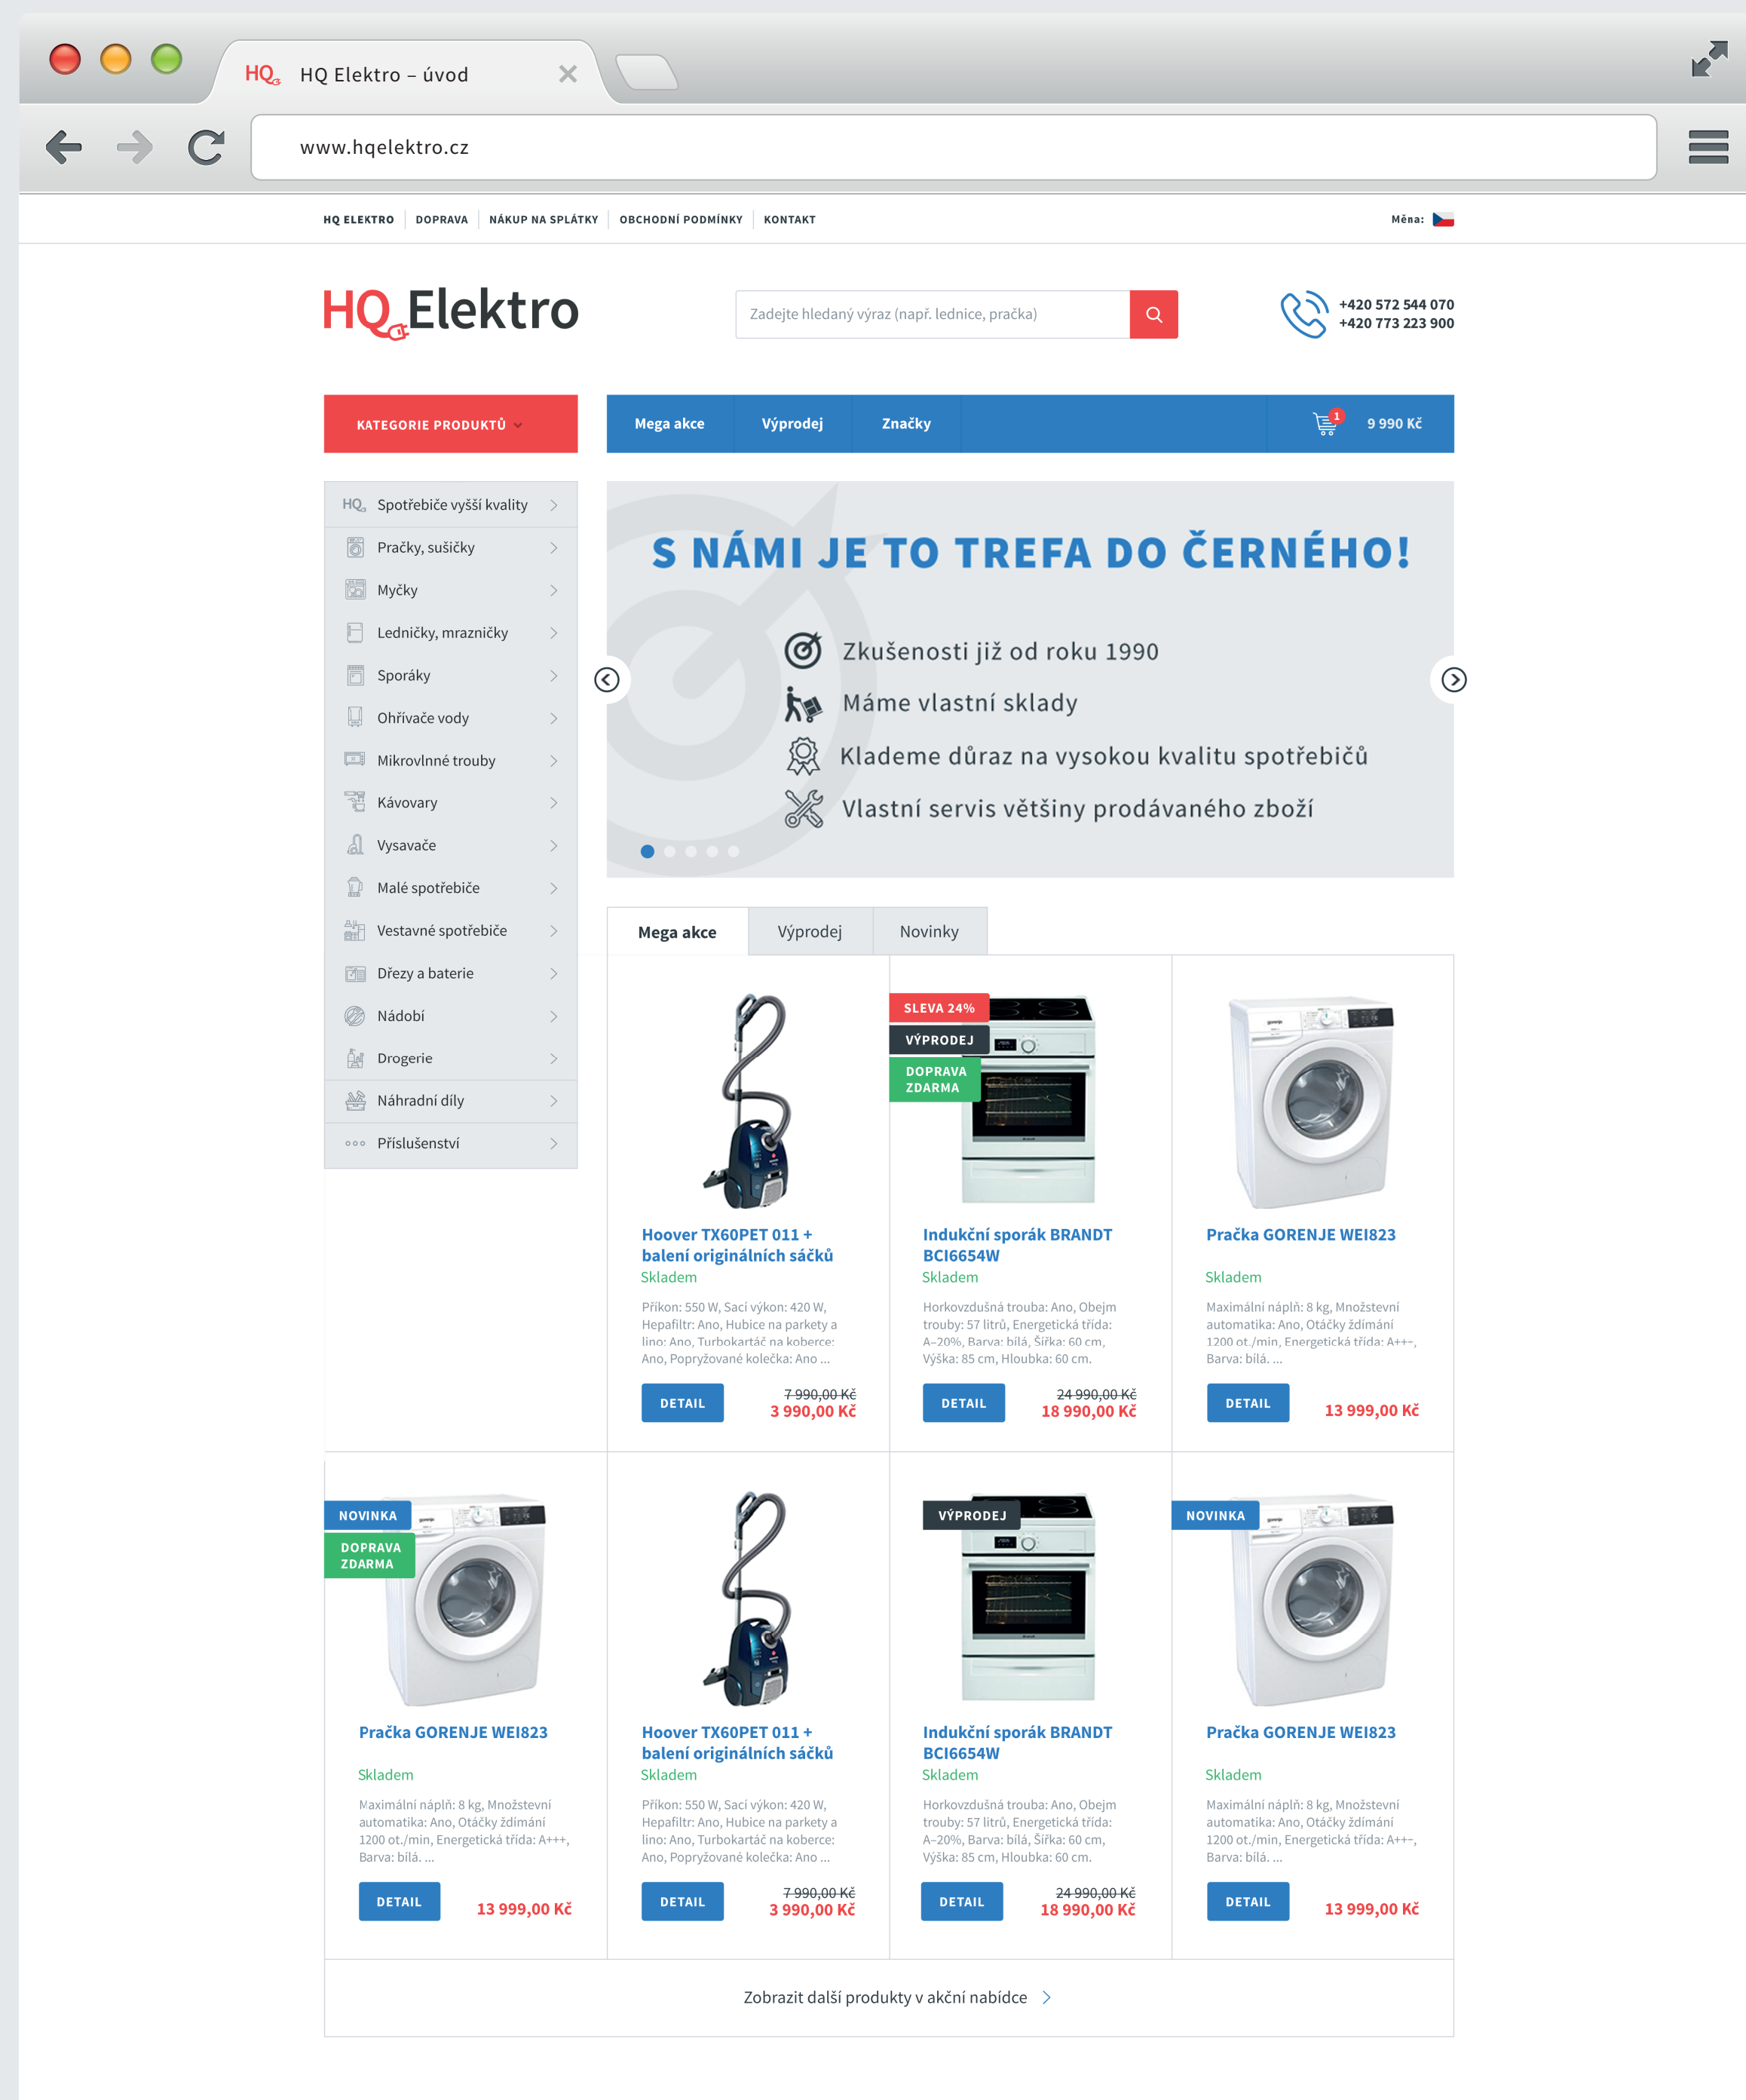 HQ HQ Elektro – úvod
www.hqelektro.cz
HQ ELEKTRO DOPRAVA NÁKUP NA SPLÁTKY OBCHODNÍ PODMÍNKY KONTAKT Měna:
HQ Elektro
Zadejte hledaný výraz (např. lednice, pračka)
+420 572 544 070
+420 773 223 900
KATEGORIE PRODUKTŮ
Mega akce Výprodej Značky 1 9 990 Kč
HQ Spotřebiče vyšší kvality
Pračky, sušičky
Myčky
Ledničky, mrazničky
Sporáky
Ohřívače vody
Mikrovlnné trouby
Kávovary
Vysavače
Malé spotřebiče
Vestavné spotřebiče
Dřezy a baterie
Nádobí
Drogerie
Náhradní díly
Příslušenství
S NÁMI JE TO TREFA DO ČERNÉHO!
Zkušenosti již od roku 1990
Máme vlastní sklady
Klademe důraz na vysokou kvalitu spotřebičů
Vlastní servis většiny prodávaného zboží
Mega akce Výprodej Novinky
Hoover TX60PET 011 +
balení originálních sáčků
Skladem
Příkon: 550 W, Sací výkon: 420 W,
Hepafiltr: Ano, Hubice na parkety a
lino: Ano, Turbokartáč na koberce:
Ano, Popryžované kolečka: Ano ...
DETAIL
7 990,00 Kč
3 990,00 Kč
SLEVA 24%
VÝPRODEJ
DOPRAVA
ZDARMA
Indukční sporák BRANDT
BCI6654W
Skladem
Horkovzdušná trouba: Ano, Obejm
trouby: 57 litrů, Energetická třída:
A–20%, Barva: bílá, Šířka: 60 cm,
Výška: 85 cm, Hloubka: 60 cm.
DETAIL
24 990,00 Kč
18 990,00 Kč
gorenje
Pračka GORENJE WEI823
Skladem
Maximální náplň: 8 kg, Množstevní
automatika: Ano, Otáčky ždímání
1200 ot./min, Energetická třída: A+++,
Barva: bílá. ...
DETAIL
13 999,00 Kč
NOVINKA
DOPRAVA
ZDARMA
gorenje
Pračka GORENJE WEI823
Skladem
Maximální náplň: 8 kg, Množstevní
automatika: Ano, Otáčky ždímání
1200 ot./min, Energetická třída: A+++,
Barva: bílá. ...
DETAIL
13 999,00 Kč
Hoover TX60PET 011 +
balení originálních sáčků
Skladem
Příkon: 550 W, Sací výkon: 420 W,
Hepafiltr: Ano, Hubice na parkety a
lino: Ano, Turbokartáč na koberce:
Ano, Popryžované kolečka: Ano ...
DETAIL
7 990,00 Kč
3 990,00 Kč
VÝPRODEJ
Indukční sporák BRANDT
BCI6654W
Skladem
Horkovzdušná trouba: Ano, Obejm
trouby: 57 litrů, Energetická třída:
A–20%, Barva: bílá, Šířka: 60 cm,
Výška: 85 cm, Hloubka: 60 cm.
DETAIL
24 990,00 Kč
18 990,00 Kč
NOVINKA
gorenje
Pračka GORENJE WEI823
Skladem
Maximální náplň: 8 kg, Množstevní
automatika: Ano, Otáčky ždímání
1200 ot./min, Energetická třída: A+++,
Barva: bílá. ...
DETAIL
13 999,00 Kč
Zobrazit další produkty v akční nabídce